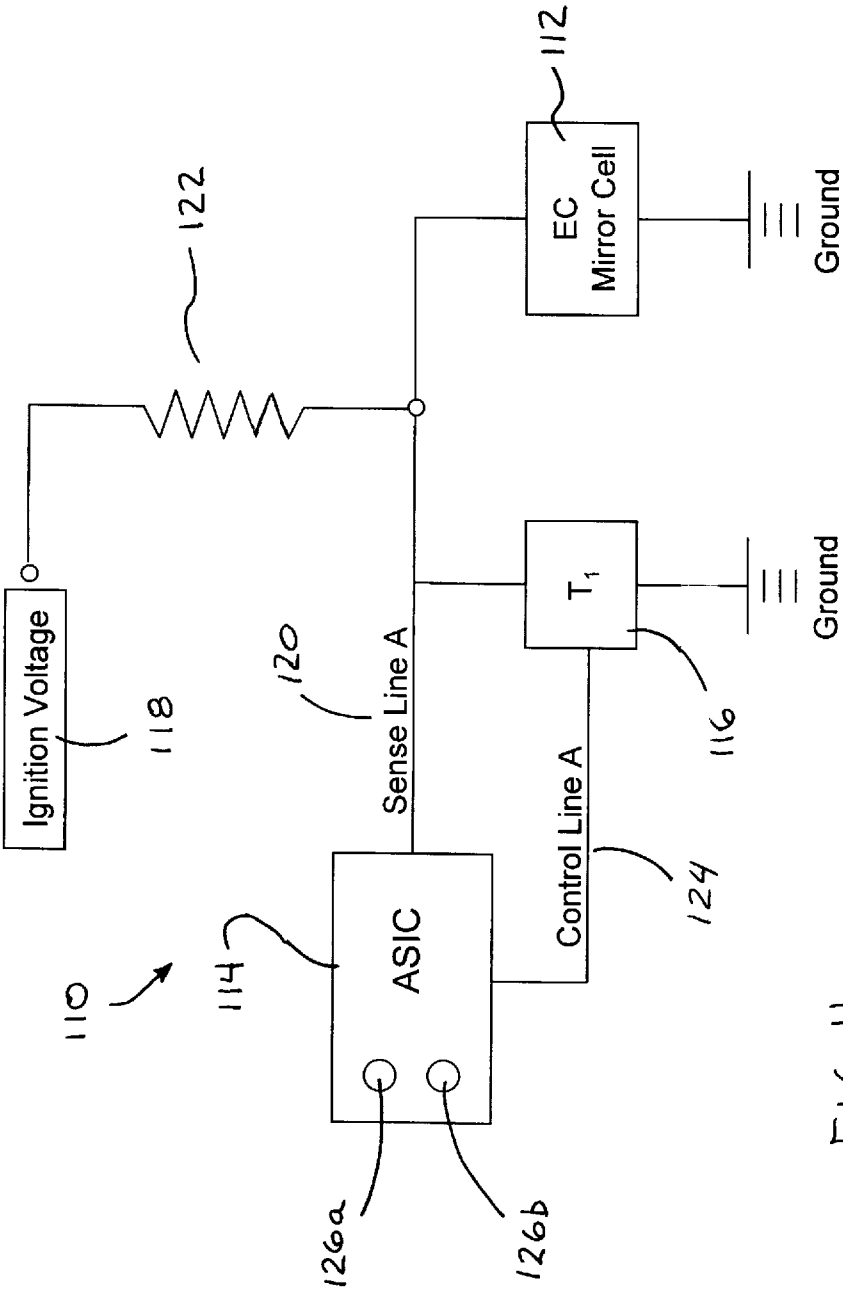 Ignition Voltage
118
122
110
114
120
Sense Line A
ASIC
126a
126b
Control Line A
124
T₁
116
EC
Mirror Cell
112
Ground
Ground